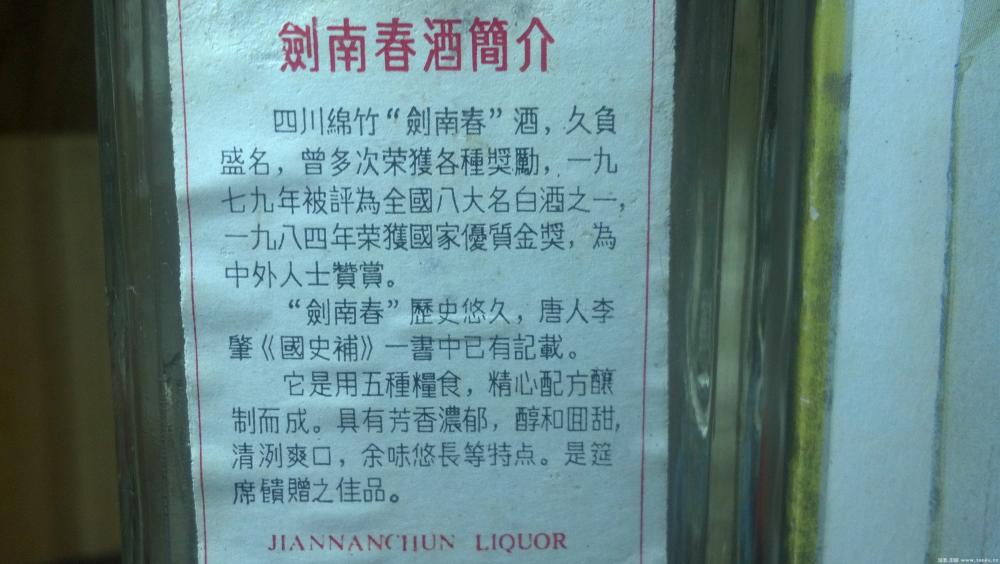 劍南春酒簡介
四川綿竹“劍南春”酒，久負
盛名，曾多次荣獲各種獎勵，一九
七九年被評為全國八大名白酒之一，
一九八四年荣獲國家優質金獎，為
中外人士贊賞。
“劍南春”歷史悠久，唐人李
肇《國史補》一書中已有記載。
它是用五種糧食，精心配方釀
制而成。具有芳香濃郁，醇和回甜，
清洌爽口，余味悠長等特点。是筵
席饋贈之佳品。
JIANNANCHUN LIQUOR